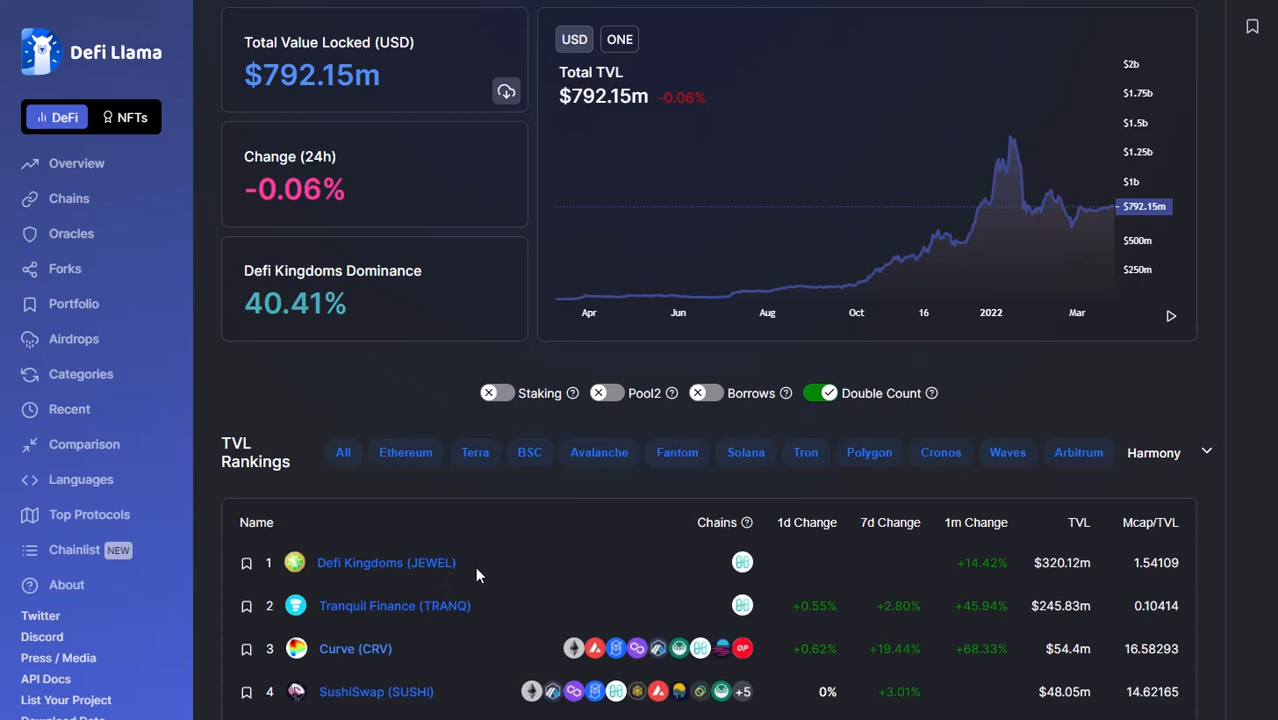 Defi Llama
DeFi
NFTs
Overview
Chains
Oracles
Forks
Portfolio
Airdrops
Categories
Recent
Comparison
Languages
Top Protocols
Chainlist NEW
About
Twitter
Discord
Press / Media
API Docs
List Your Project
Total Value Locked (USD)
$792.15m
Change (24h)
-0.06%
Defi Kingdoms Dominance
40.41%
USD ONE
Total TVL
$792.15m -0.06%
$2b
$1.75b
$1.5b
$1.25b
$1b
$792.15m
$500m
$250m
Apr Jun Aug Oct 16 2022 Mar
Staking ? Pool2 ? Borrows ? Double Count ?
TVL
Rankings
All Ethereum Terra BSC Avalanche Fantom Solana Tron Polygon Cronos Waves Arbitrum Harmony
Name Chains ? 1d Change 7d Change 1m Change TVL Mcap/TVL
1 Defi Kingdoms (JEWEL) +14.42% $320.12m 1.54109
2 Tranquil Finance (TRANQ) +0.55% +2.80% +45.94% $245.83m 0.10414
3 Curve (CRV) OP +0.62% +19.44% +68.33% $54.4m 16.58293
4 SushiSwap (SUSHI) +5 0% +3.01% $48.05m 14.62165